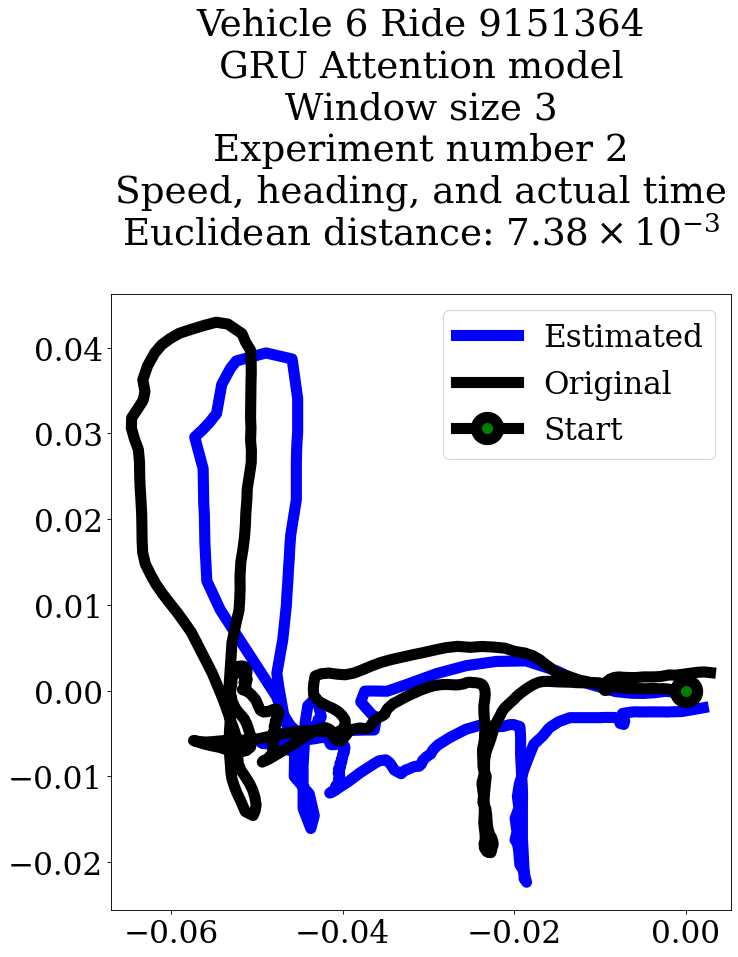 Vehicle 6 Ride 9151364
GRU Attention model
Window size 3
Experiment number 2
Speed, heading, and actual time
Euclidean distance: 7.38 × 10⁻³
Estimated
Original
Start
0.04
0.03
0.02
0.01
0.00
−0.01
−0.02
−0.06 −0.04 −0.02 0.00